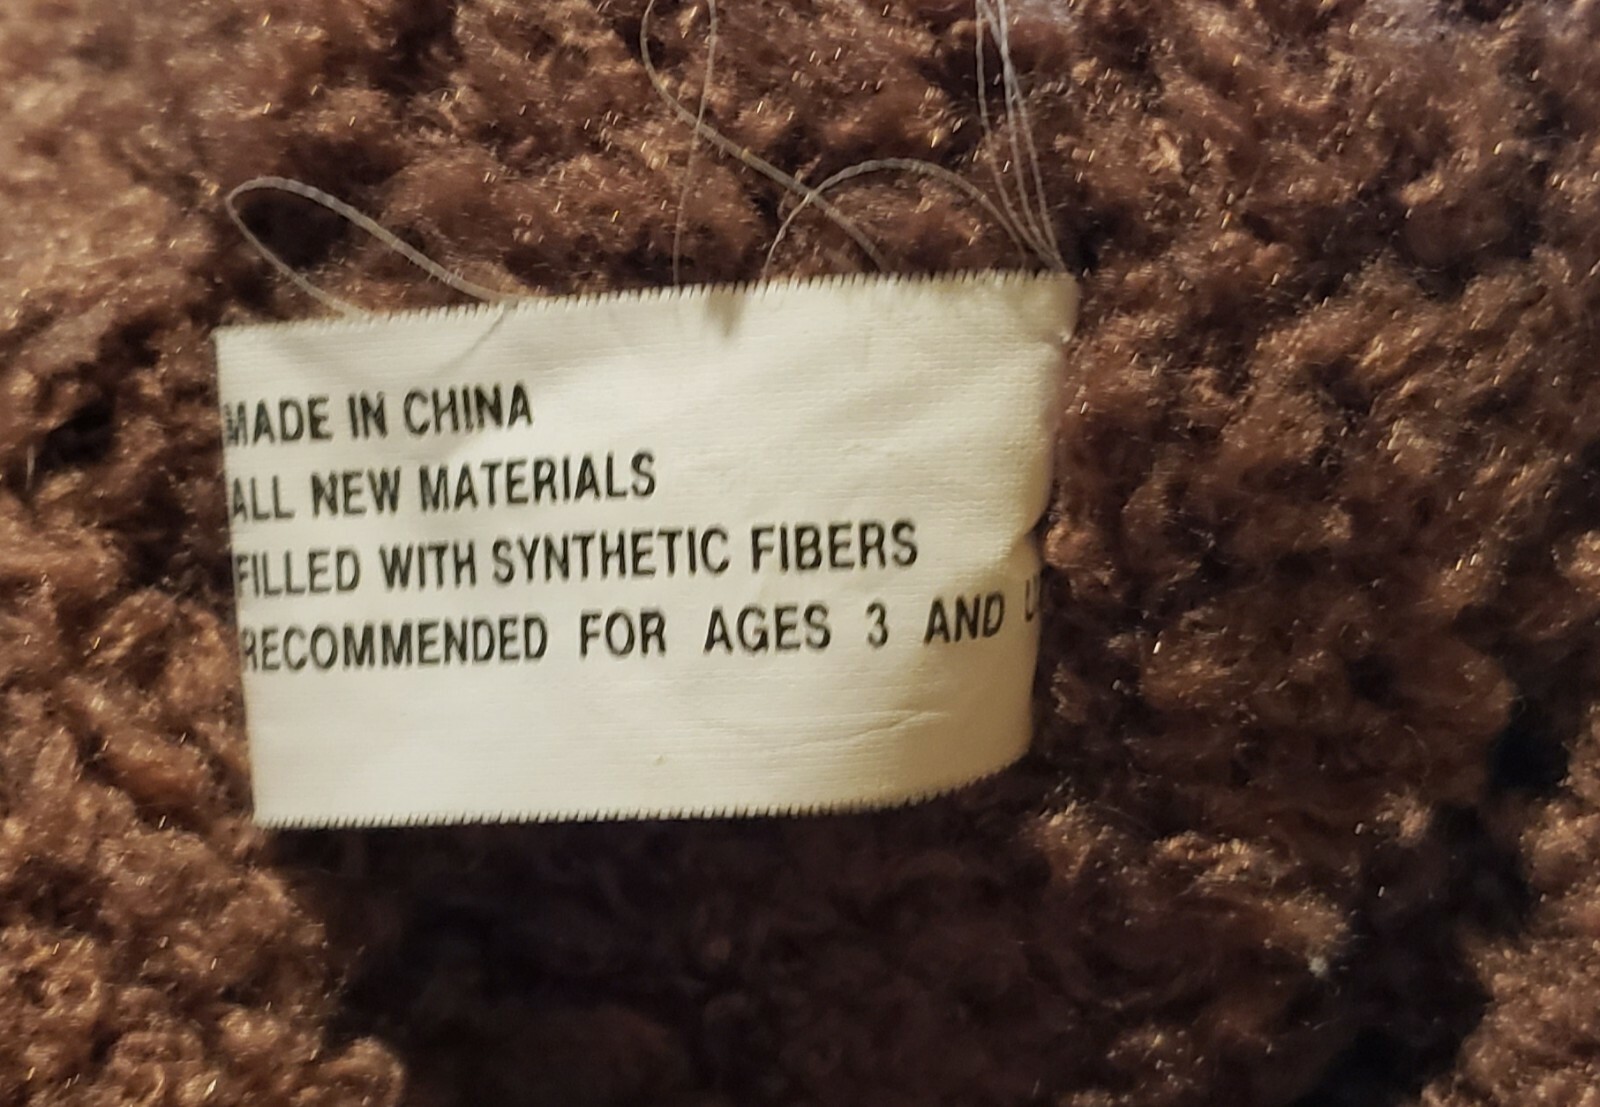 MADE IN CHINA
ALL NEW MATERIALS
FILLED WITH SYNTHETIC FIBERS
RECOMMENDED FOR AGES 3 AND